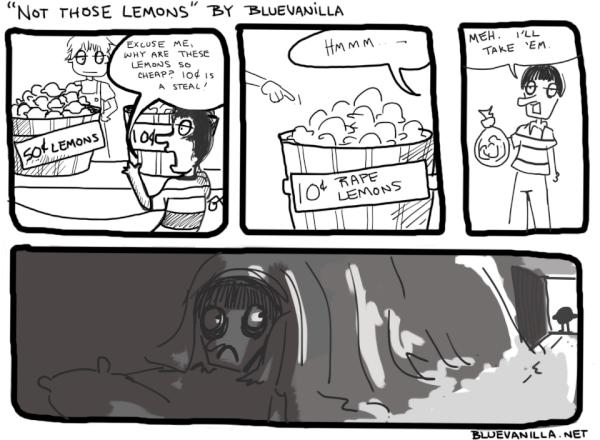 "NOT THOSE LEMONS" BY BLUEVANILLA
EXCUSE ME,
WHY ARE THESE
LEMONS SO
CHEAP? 10¢ IS
A STEAL!
50¢ LEMONS
10¢
HMMM...
10¢ RAPE
LEMONS
MEH. I'LL
TAKE 'EM.
BLUEVANILLA.NET